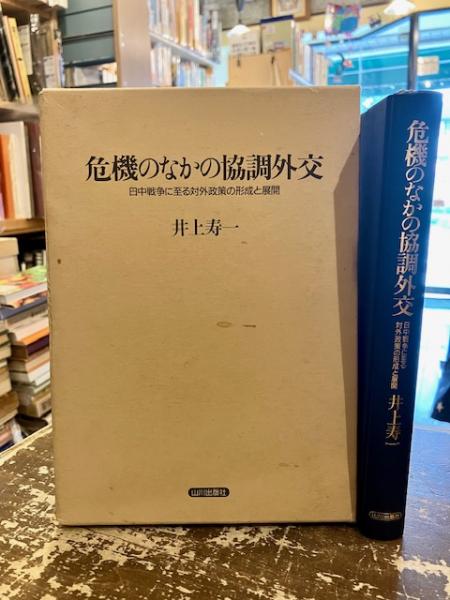 危機のなかの協調外交
日中戦争に至る対外政策の形成と展開
井上寿一
山川出版社
危機のなかの協調外交
日中戦争に至る
対外政策の形成と展開
井上寿一
山川出版社